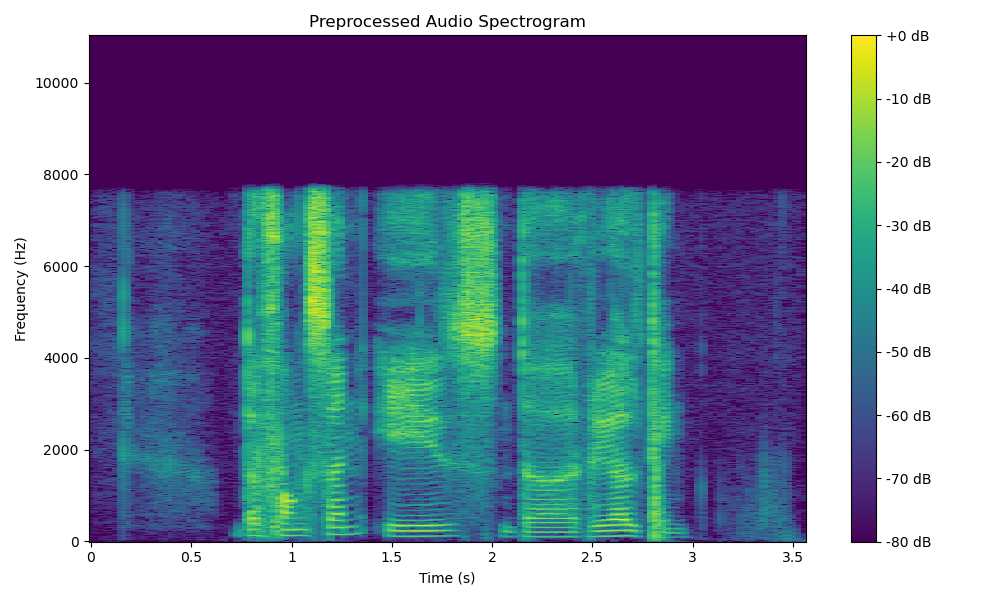 Preprocessed Audio Spectrogram
Frequency (Hz)
10000
8000
6000
4000
2000
0
0
0.5
1
1.5
2
2.5
3
3.5
Time (s)
+0 dB
-10 dB
-20 dB
-30 dB
-40 dB
-50 dB
-60 dB
-70 dB
-80 dB